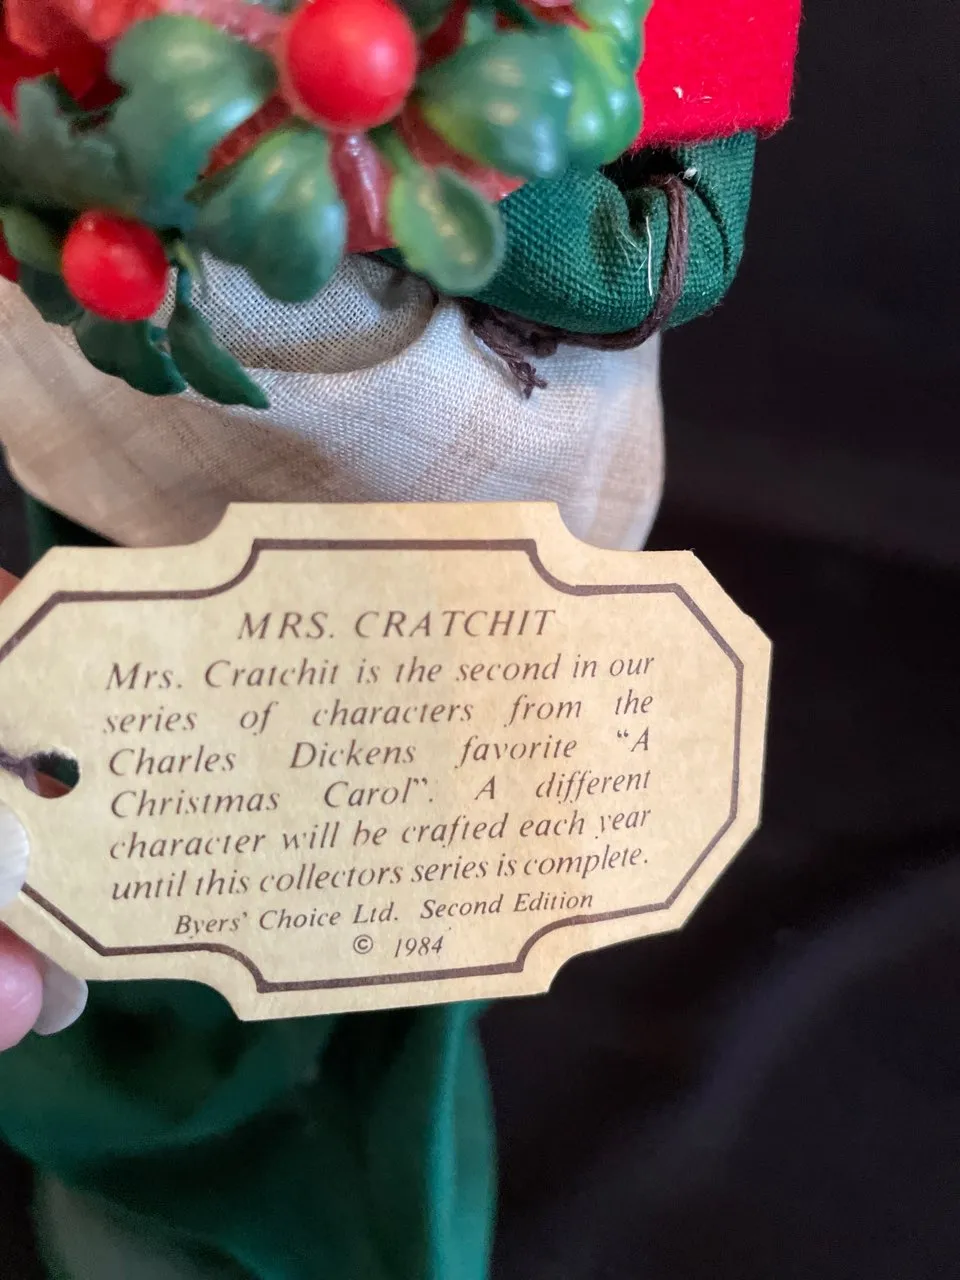 MRS. CRATCHIT
Mrs. Cratchit is the second in our
series of characters from the
Charles Dickens favorite “A
Christmas Carol”. A different
character will be crafted each year
until this collectors series is complete.
Byers’ Choice Ltd. Second Edition
© 1984